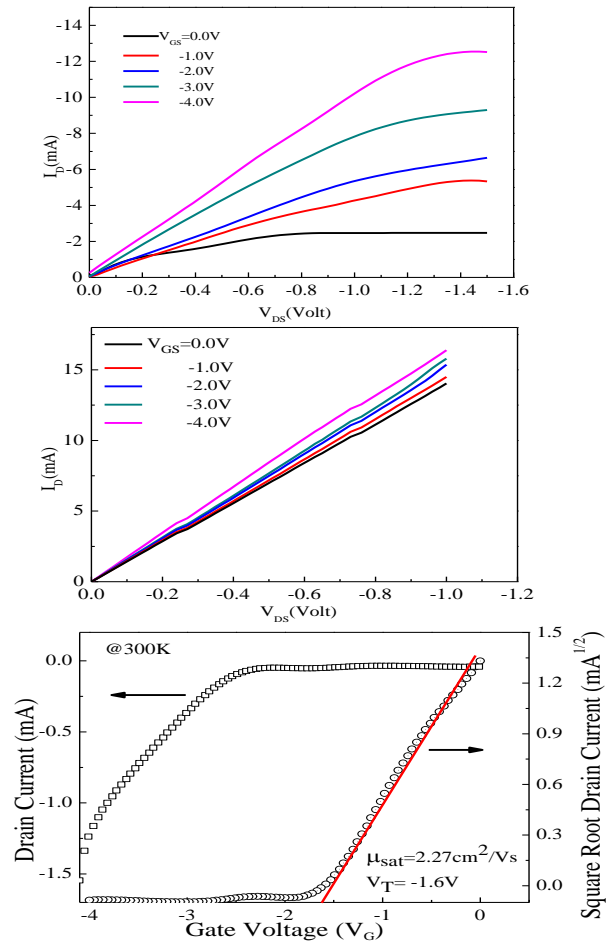 -14
-12
-10
-8
-6
-4
-2
0
I_D(mA)
V_GS=0.0V
-1.0V
-2.0V
-3.0V
-4.0V
0.0 -0.2 -0.4 -0.6 -0.8 -1.0 -1.2 -1.4 -1.6
V_DS(Volt)
15
10
5
0
I_D(mA)
V_GS=0.0V
-1.0V
-2.0V
-3.0V
-4.0V
0.0 -0.2 -0.4 -0.6 -0.8 -1.0 -1.2
V_DS(Volt)
@300K
0.0
-0.5
-1.0
-1.5
Drain Current (mA)
1.5
1.2
0.9
0.6
0.3
-0.0
Square Root Drain Current (mA^1/2)
μ_sat=2.27cm^2/Vs
V_T= -1.6V
-4 -3 -2 -1 0
Gate Voltage (V_G)